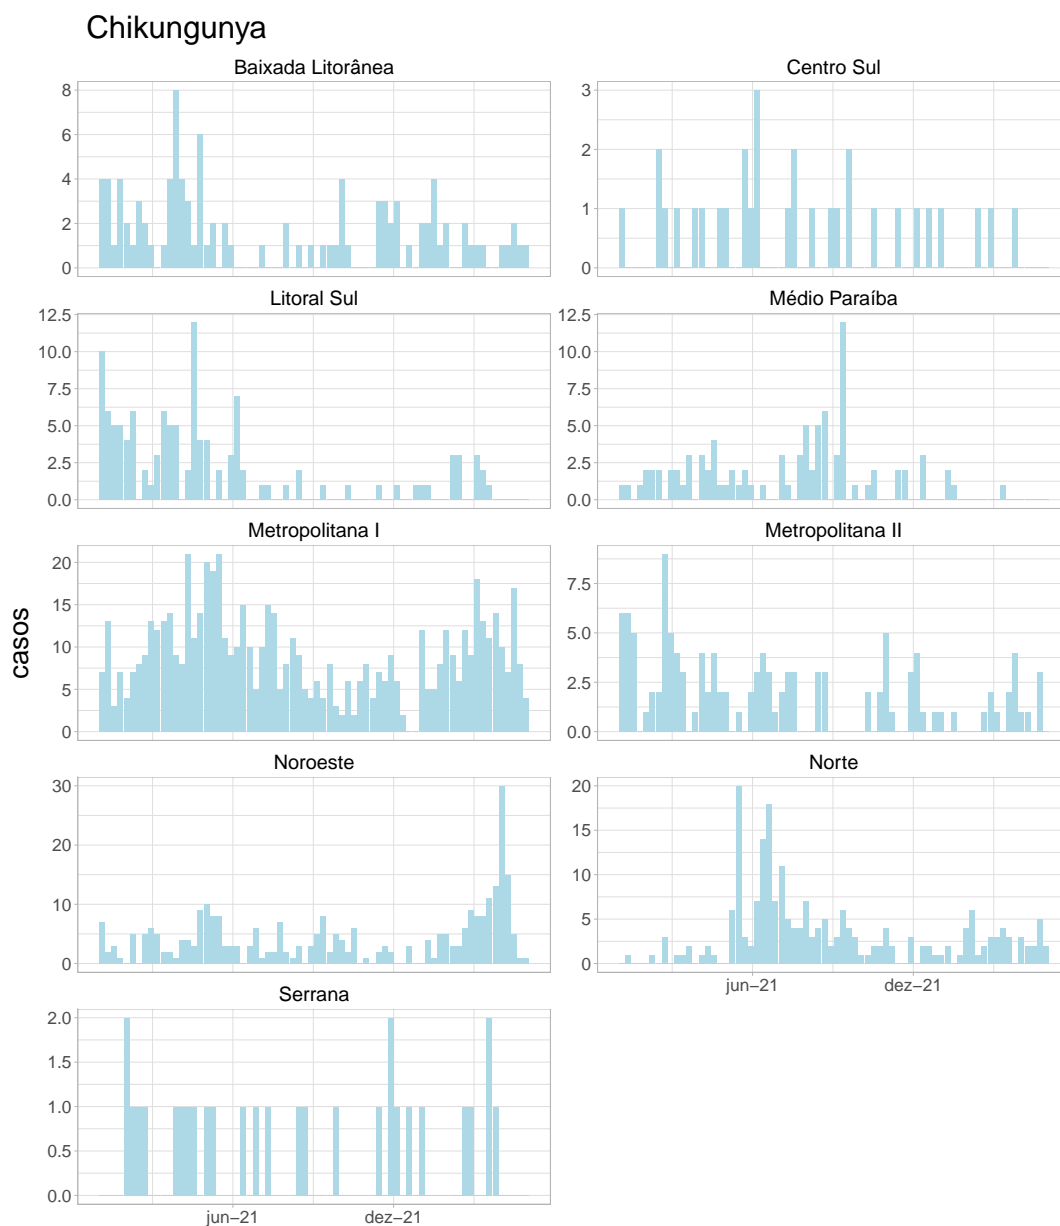 Chikungunya
Baixada Litorânea
Centro Sul
8
6
4
2
0
3
2
1
0
Litoral Sul
Médio Paraíba
12.5
10.0
7.5
5.0
2.5
0.0
12.5
10.0
7.5
5.0
2.5
0.0
Metropolitana I
Metropolitana II
20
15
10
5
0
7.5
5.0
2.5
0.0
casos
Noroeste
Norte
30
20
10
0
20
15
10
5
0
jun−21
dez−21
Serrana
2.0
1.5
1.0
0.5
0.0
jun−21
dez−21